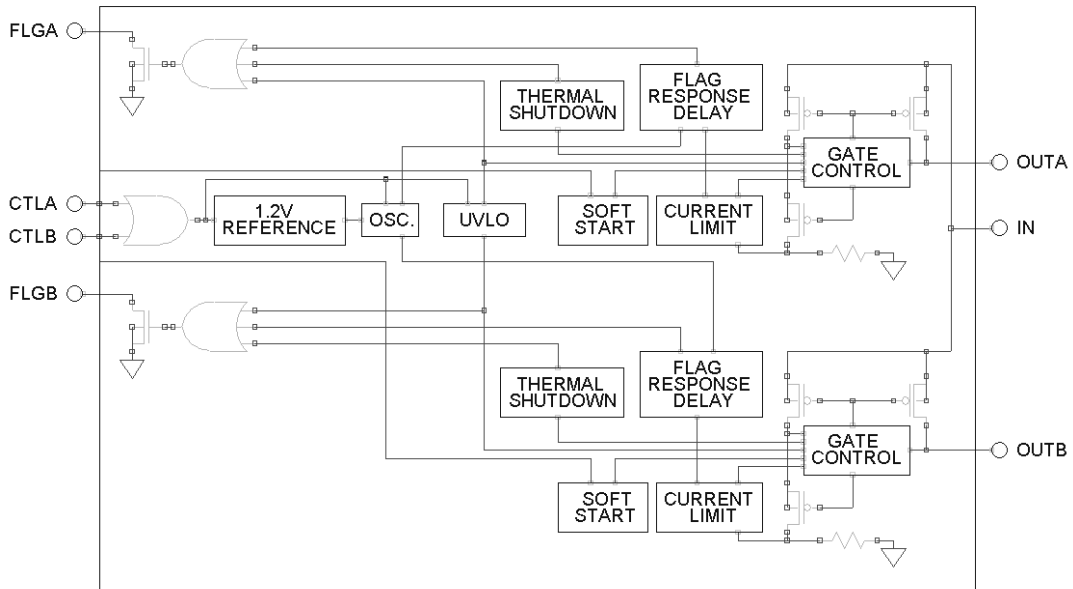 FLGA
THERMAL
SHUTDOWN
FLAG
RESPONSE
DELAY
GATE
CONTROL
OUTA
CTLA
CTLB
1.2V
REFERENCE
OSC.
UVLO
SOFT
START
CURRENT
LIMIT
IN
FLGB
THERMAL
SHUTDOWN
FLAG
RESPONSE
DELAY
GATE
CONTROL
OUTB
SOFT
START
CURRENT
LIMIT